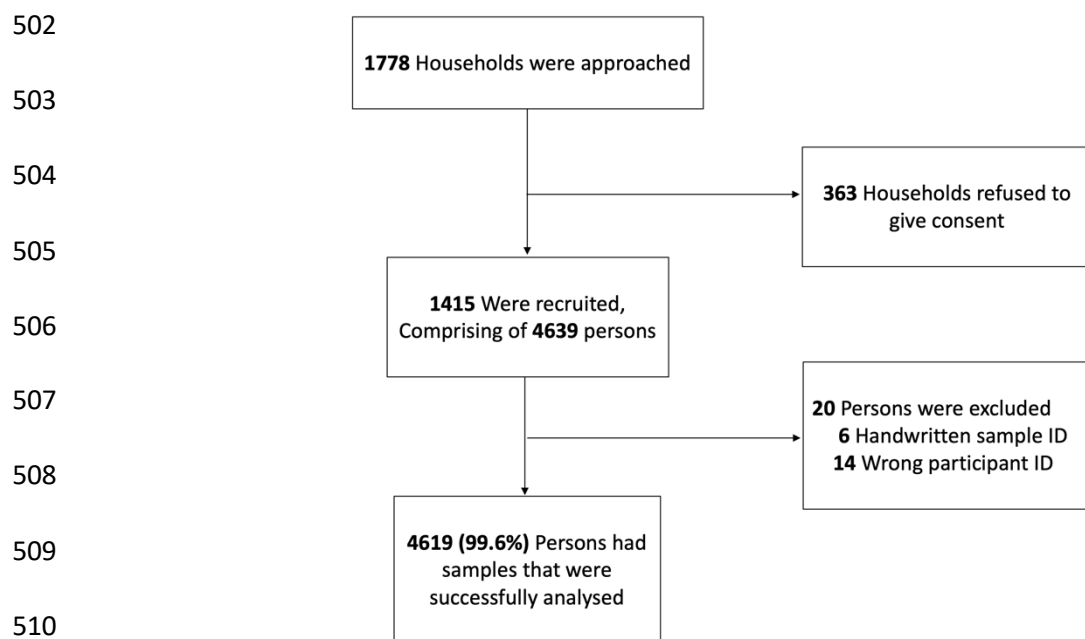 502
1778 Households were approached
503
504
363 Households refused to
give consent
505
1415 Were recruited,
506
Comprising of 4639 persons
507
20 Persons were excluded
6 Handwritten sample ID
14 Wrong participant ID
508
4619 (99.6%) Persons had
509
samples that were
successfully analysed
510